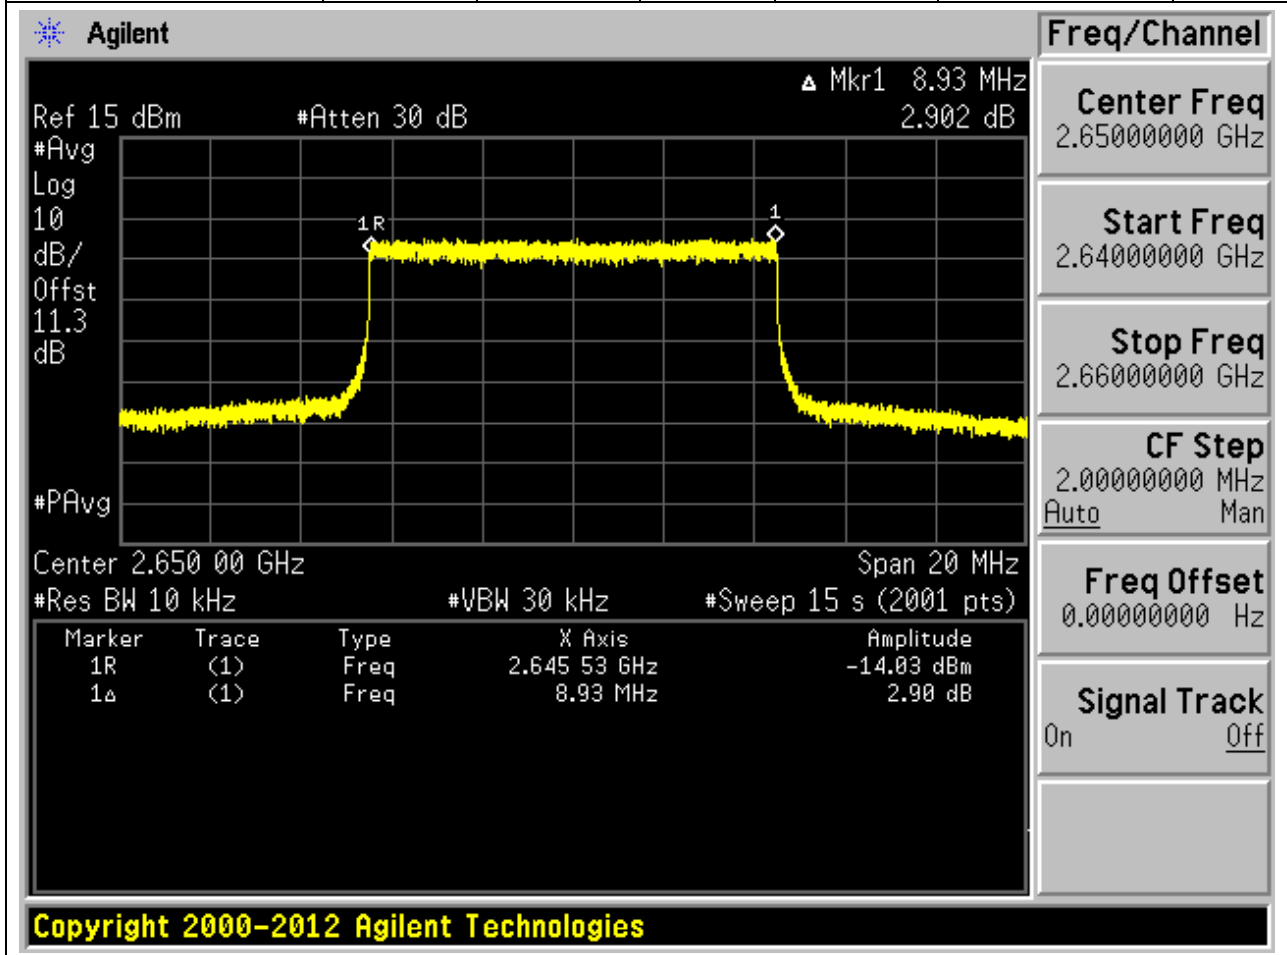 Agilent
Freq/Channel
Δ Mkr1 8.93 MHz
Ref 15 dBm #Atten 30 dB 2.902 dB
#Avg
Log
10
dB/
Offst
11.3
dB
1R
1
#PAvg
Center 2.650 00 GHz Span 20 MHz
#Res BW 10 kHz #VBW 30 kHz #Sweep 15 s (2001 pts)
Marker Trace Type X Axis Amplitude
1R (1) Freq 2.645 53 GHz -14.03 dBm
1Δ (1) Freq 8.93 MHz 2.90 dB
Center Freq
2.65000000 GHz
Start Freq
2.64000000 GHz
Stop Freq
2.66000000 GHz
CF Step
2.00000000 MHz
Auto Man
Freq Offset
0.00000000 Hz
Signal Track
On Off
Copyright 2000-2012 Agilent Technologies